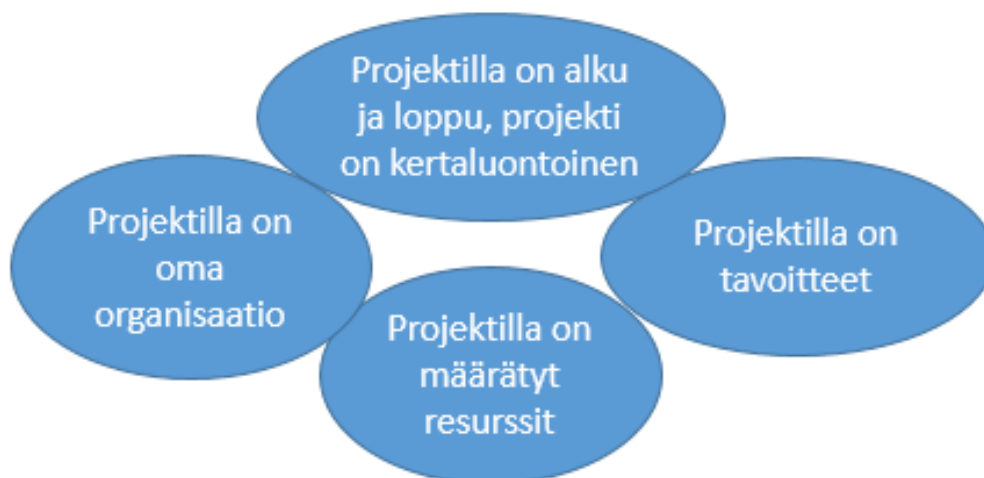 Projektilla on alku
ja loppu, projekti
on kertaluontoinen
Projektilla on
oma
organisaatio
Projektilla on
tavoitteet
Projektilla on
määrätyt
resurssit